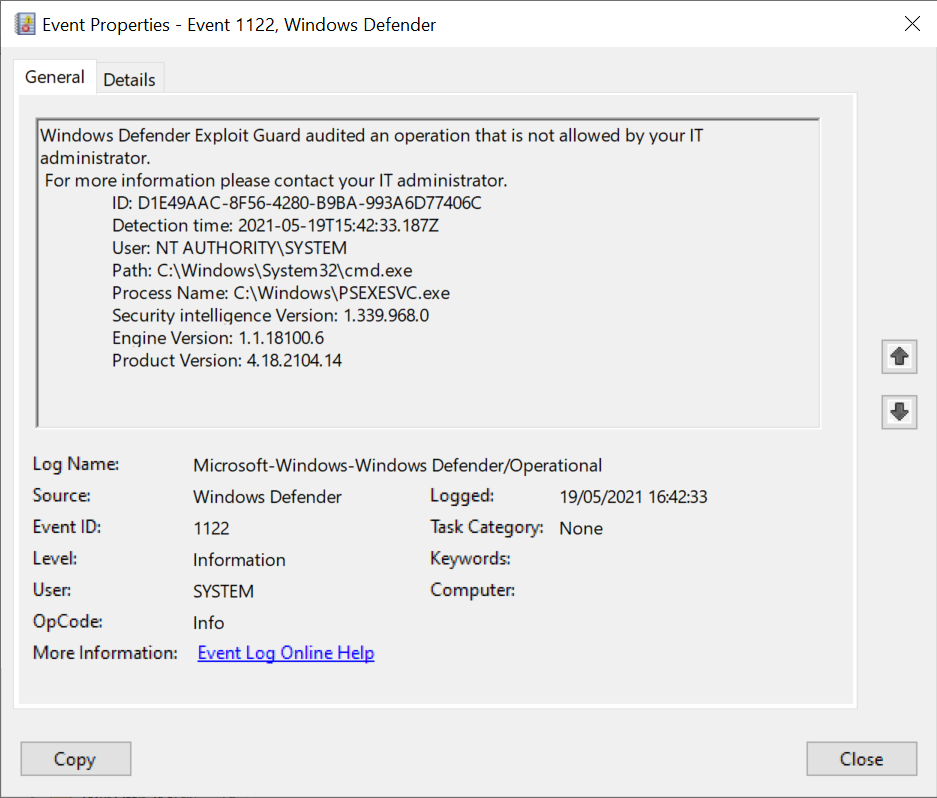 Event Properties - Event 1122, Windows Defender
General Details
Windows Defender Exploit Guard audited an operation that is not allowed by your IT
administrator.
For more information please contact your IT administrator.
ID: D1E49AAC-8F56-4280-B9BA-993A6D77406C
Detection time: 2021-05-19T15:42:33.187Z
User: NT AUTHORITY\SYSTEM
Path: C:\Windows\System32\cmd.exe
Process Name: C:\Windows\PSEXESVC.exe
Security intelligence Version: 1.339.968.0
Engine Version: 1.1.18100.6
Product Version: 4.18.2104.14
Log Name: Microsoft-Windows-Windows Defender/Operational
Source: Windows Defender Logged: 19/05/2021 16:42:33
Event ID: 1122 Task Category: None
Level: Information Keywords:
User: SYSTEM Computer:
OpCode: Info
More Information: Event Log Online Help
Copy Close